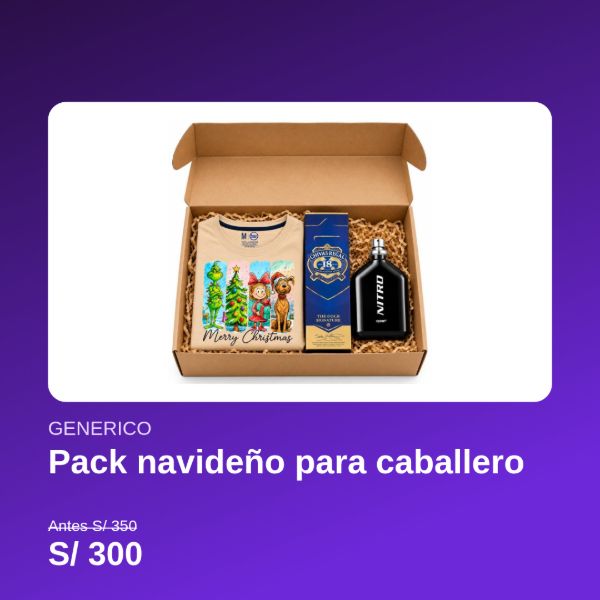 M
CHIVAS REGAL
18
THE GOLD
SIGNATURE
NITRO
Merry Christmas
GENERICO
Pack navideño para caballero
Antes S/ 350
S/ 300